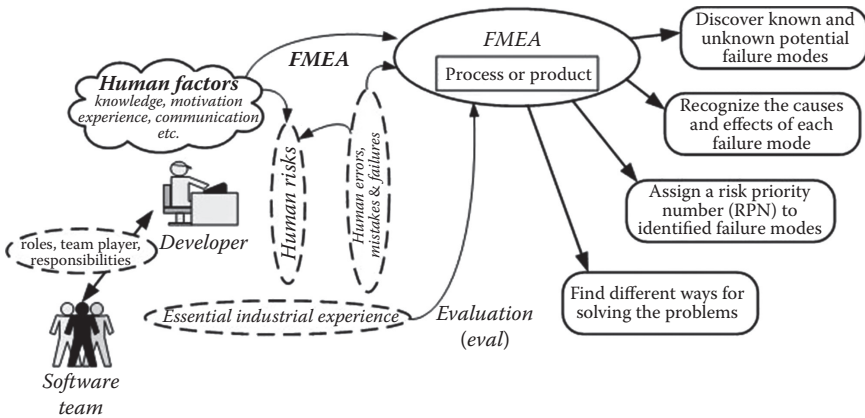 Human factors
knowledge, motivation
experience, communication
etc.
FMEA
FMEA
Process or product
Discover known and
unknown potential
failure modes
Recognize the causes
and effects of each
failure mode
Assign a risk priority
number (RPN) to
identified failure modes
Find different ways for
solving the problems
Human risks
Human errors,
mistakes & failures
Developer
roles, team player,
responsibilities
Essential industrial experience
Evaluation
(eval)
Software
team